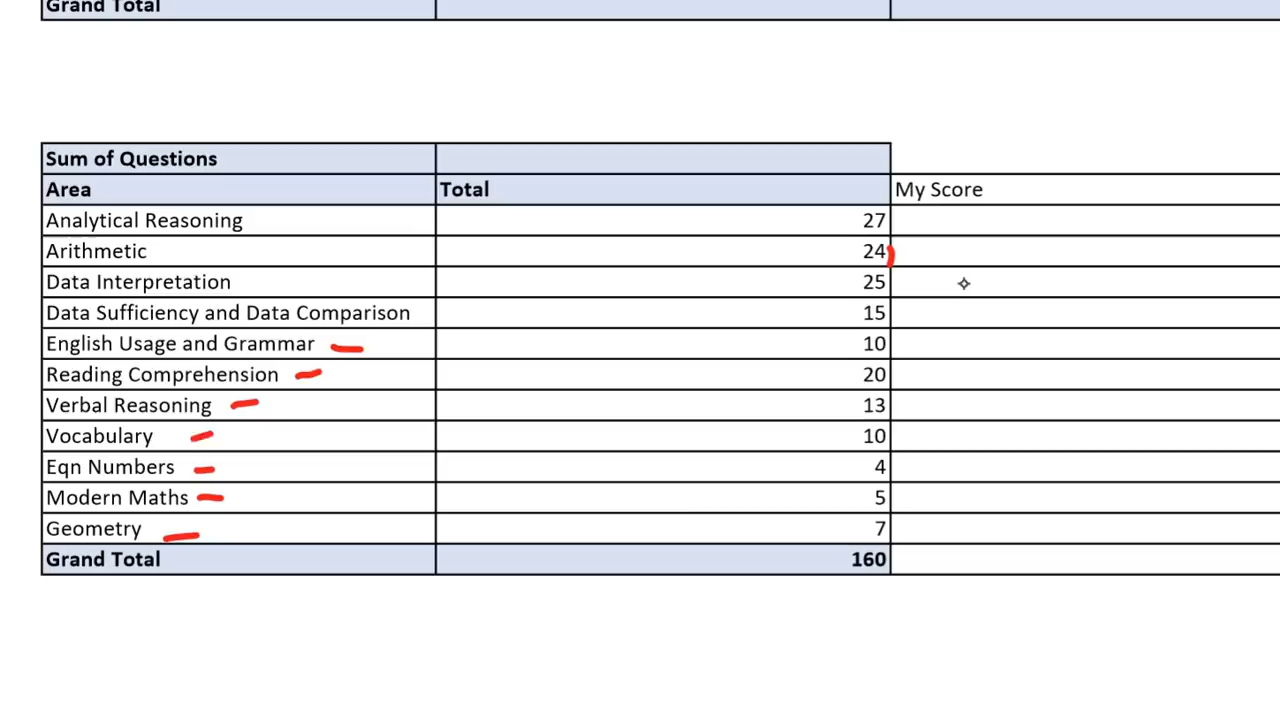 Grand Total
Sum of Questions
Area Total My Score
Analytical Reasoning 27
Arithmetic 24
Data Interpretation 25
Data Sufficiency and Data Comparison 15
English Usage and Grammar 10
Reading Comprehension 20
Verbal Reasoning 13
Vocabulary 10
Eqn Numbers 4
Modern Maths 5
Geometry 7
Grand Total 160